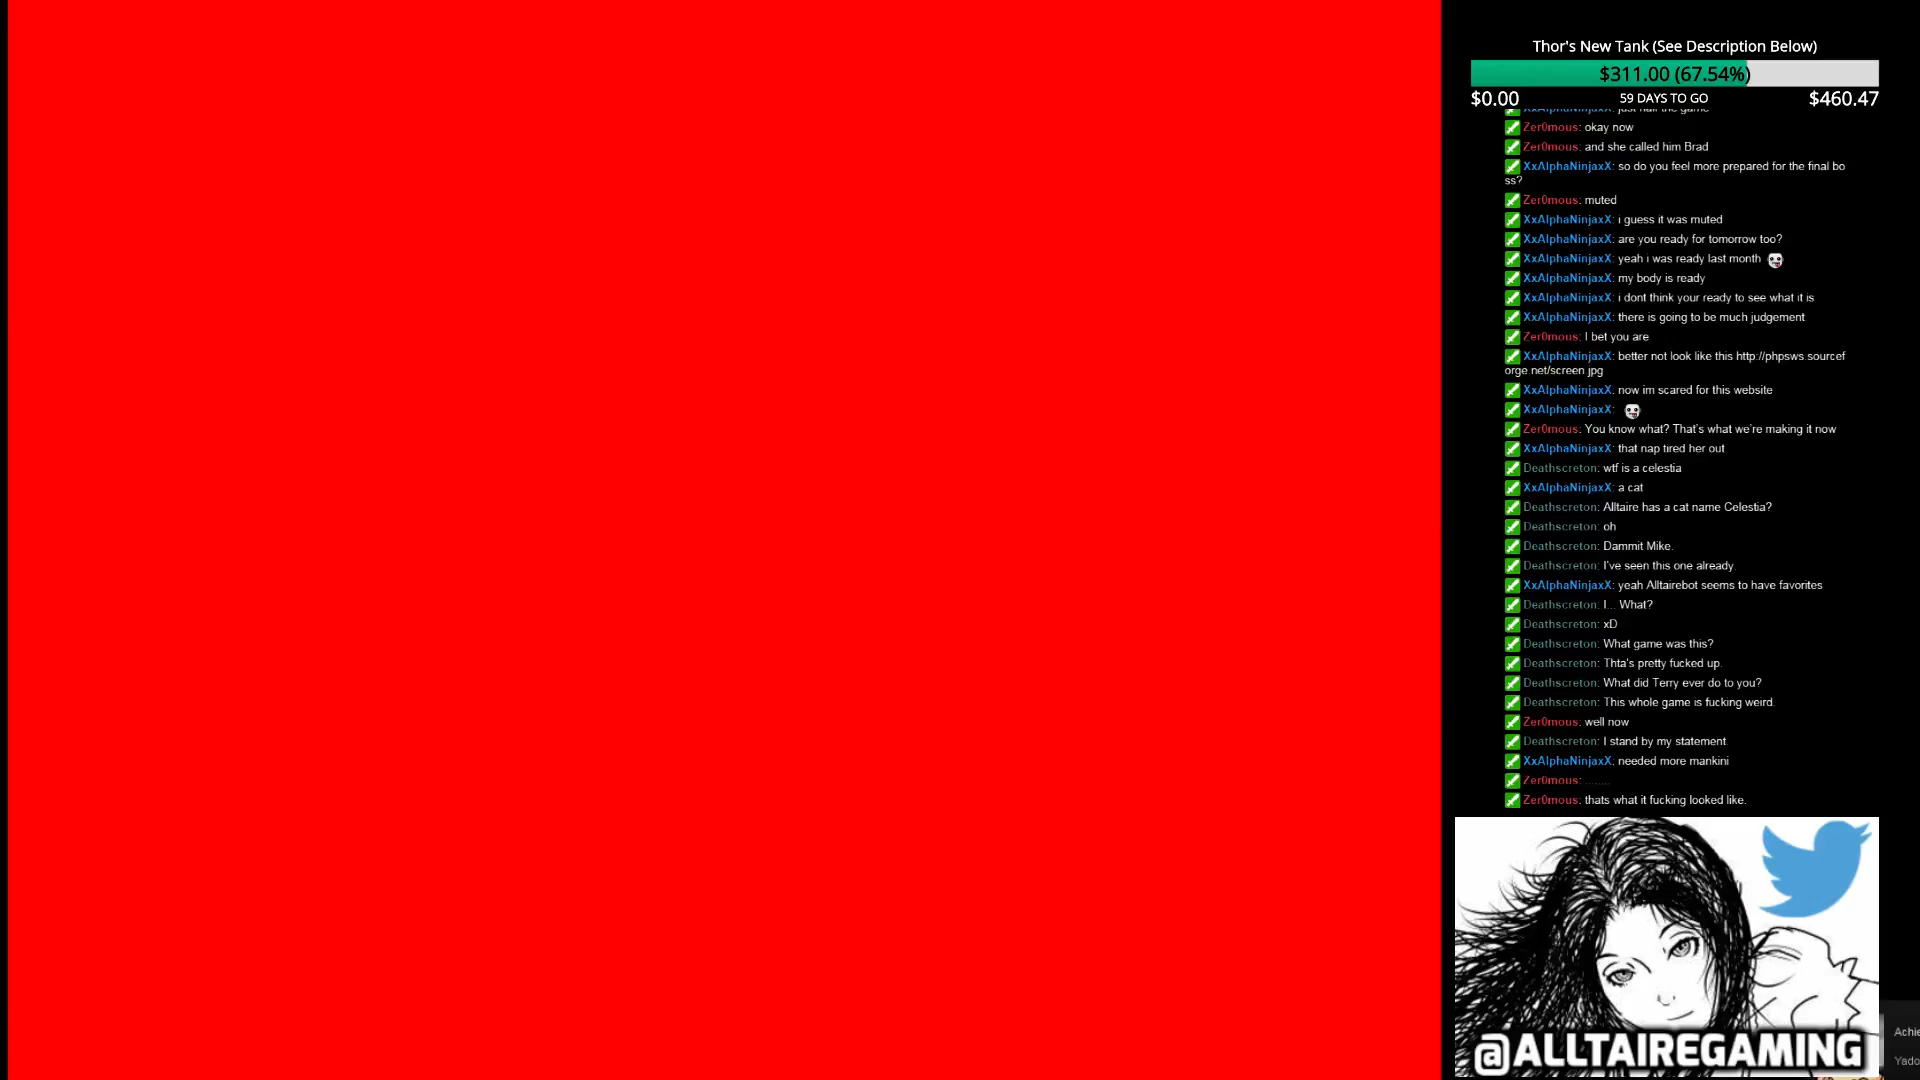 Thor's New Tank (See Description Below)
$311.00 (67.54%)
$0.00 59 DAYS TO GO $460.47
XxAlphaNinjaxX: just half the game
Zer0mous: okay now
Zer0mous: and she called him Brad
XxAlphaNinjaxX: so do you feel more prepared for the final bo
ss?
Zer0mous: muted
XxAlphaNinjaxX: i guess it was muted
XxAlphaNinjaxX: are you ready for tomorrow too?
XxAlphaNinjaxX: yeah i was ready last month
XxAlphaNinjaxX: my body is ready
XxAlphaNinjaxX: i dont think your ready to see what it is
XxAlphaNinjaxX: there is going to be much judgement
Zer0mous: I bet you are
XxAlphaNinjaxX: better not look like this http://phpsws.sourcef
orge.net/screen.jpg
XxAlphaNinjaxX: now im scared for this website
XxAlphaNinjaxX:
Zer0mous: You know what? That's what we're making it now
XxAlphaNinjaxX: that nap tired her out
Deathscreton: wtf is a celestia
XxAlphaNinjaxX: a cat
Deathscreton: Alltaire has a cat name Celestia?
Deathscreton: oh
Deathscreton: Dammit Mike.
Deathscreton: I've seen this one already.
XxAlphaNinjaxX: yeah Alltairebot seems to have favorites
Deathscreton: I... What?
Deathscreton: xD
Deathscreton: What game was this?
Deathscreton: Thta's pretty fucked up.
Deathscreton: What did Terry ever do to you?
Deathscreton: This whole game is fucking weird.
Zer0mous: well now
Deathscreton: I stand by my statement.
XxAlphaNinjaxX: needed more mankini
Zer0mous: ........
Zer0mous: thats what it fucking looked like.
@ALLTAIREGAMING
Achie
Yado